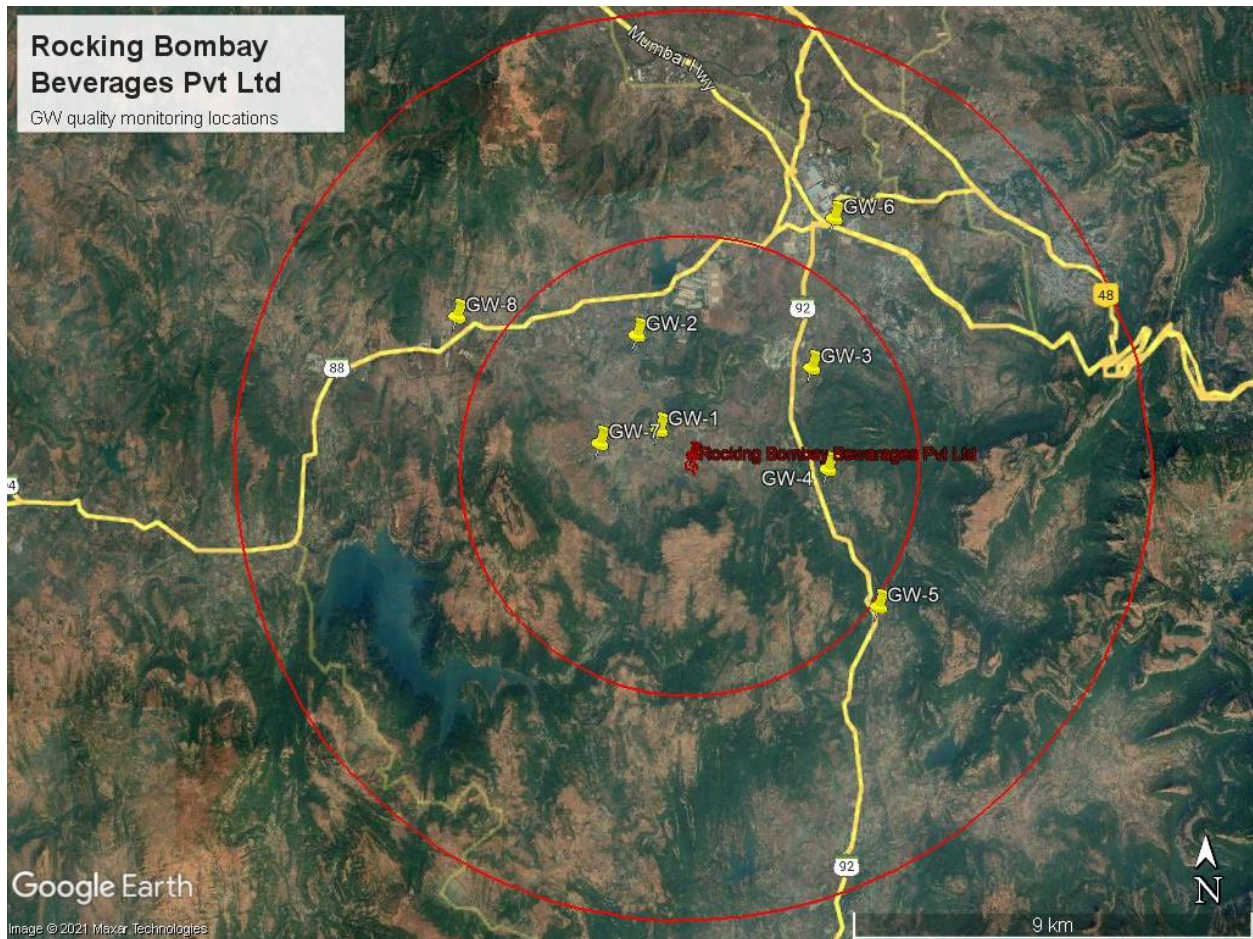 Rocking Bombay
Beverages Pvt Ltd
GW quality monitoring locations
Mumbai Hwy
GW-6
48
GW-8
92
GW-2
88
GW-3
GW-1
GW-7
Rocking Bombay Bewarages Pvt Ltd
GW-4
GW-5
92
N
Google Earth
9 km
Image © 2021 Maxar Technologies